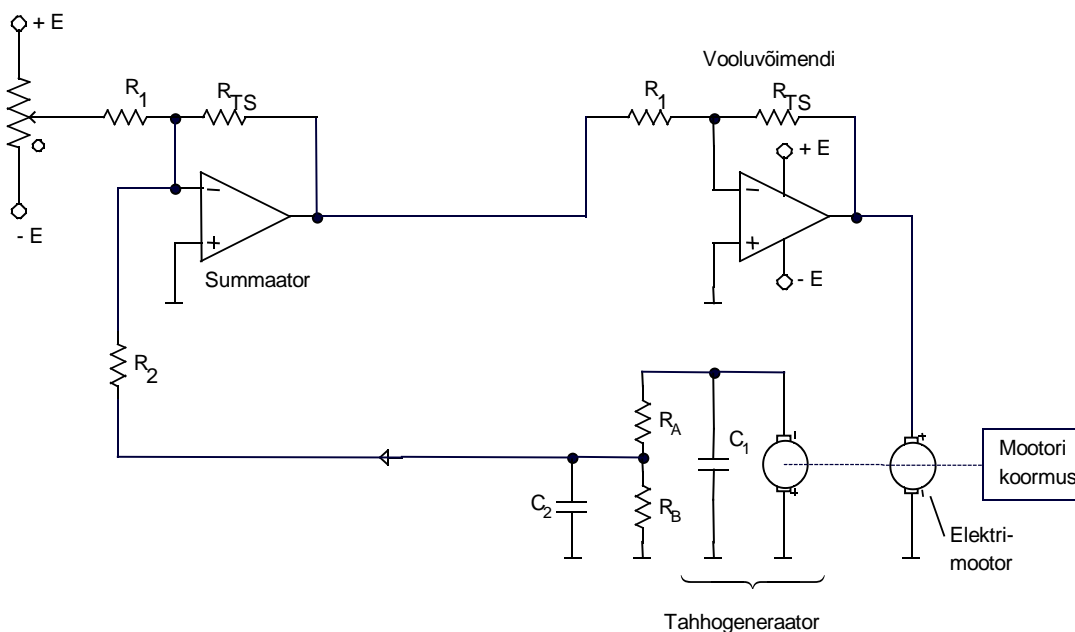 + E
- E
R1
RTS
Summaator
Vooluvõimendi
R1
RTS
+ E
- E
R2
RA
RB
C1
C2
Mootori
koormus
Elektri-
mootor
Tahhogeneraator